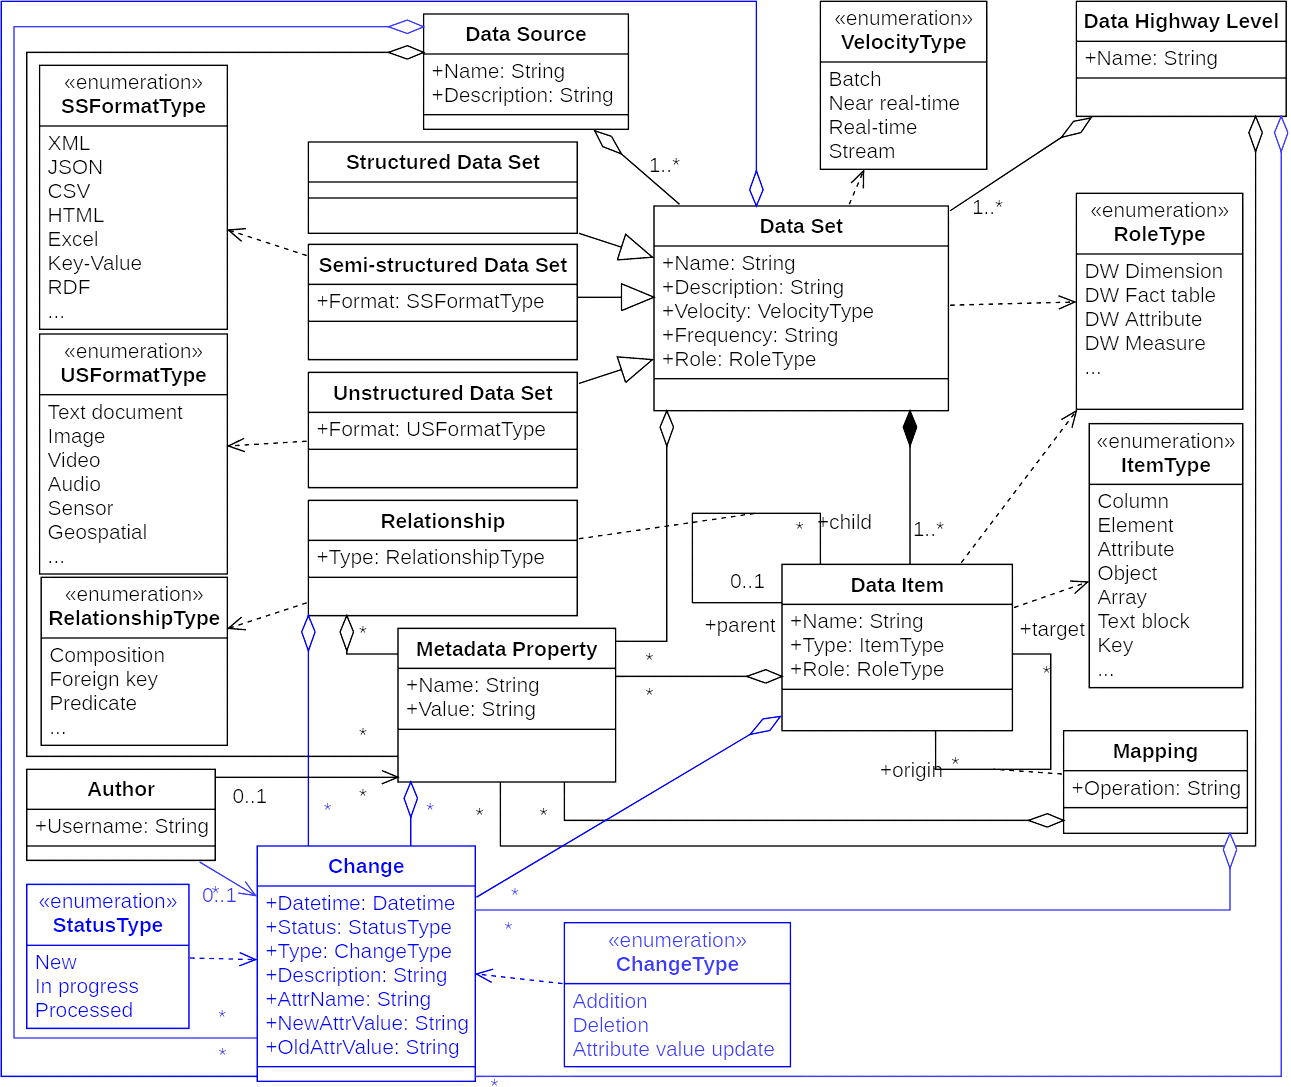 Data Source
+Name: String
+Description: String
«enumeration»
VelocityType
Batch
Near real-time
Real-time
Stream
Data Highway Level
+Name: String
«enumeration»
SSFormatType
XML
JSON
CSV
HTML
Excel
Key-Value
RDF
...
Structured Data Set
1..*
1..*
Semi-structured Data Set
+Format: SSFormatType
Data Set
+Name: String
+Description: String
+Velocity: VelocityType
+Frequency: String
+Role: RoleType
«enumeration»
RoleType
DW Dimension
DW Fact table
DW Attribute
DW Measure
...
«enumeration»
USFormatType
Text document
Image
Video
Audio
Sensor
Geospatial
...
Unstructured Data Set
+Format: USFormatType
«enumeration»
ItemType
Column
Element
Attribute
Object
Array
Text block
Key
...
Relationship
+Type: RelationshipType
*
+child
1..*
0..1
+parent
Data Item
+Name: String
+Type: ItemType
+Role: RoleType
+target
*
«enumeration»
RelationshipType
Composition
Foreign key
Predicate
...
*
Metadata Property
+Name: String
+Value: String
*
*
*
+origin
*
Mapping
+Operation: String
Author
+Username: String
0..1
*
*
*
*
*
0..1
*
Change
+Datetime: Datetime
+Status: StatusType
+Type: ChangeType
+Description: String
+AttrName: String
+NewAttrValue: String
+OldAttrValue: String
*
*
«enumeration»
StatusType
New
In progress
Processed
«enumeration»
ChangeType
Addition
Deletion
Attribute value update
*
*
*